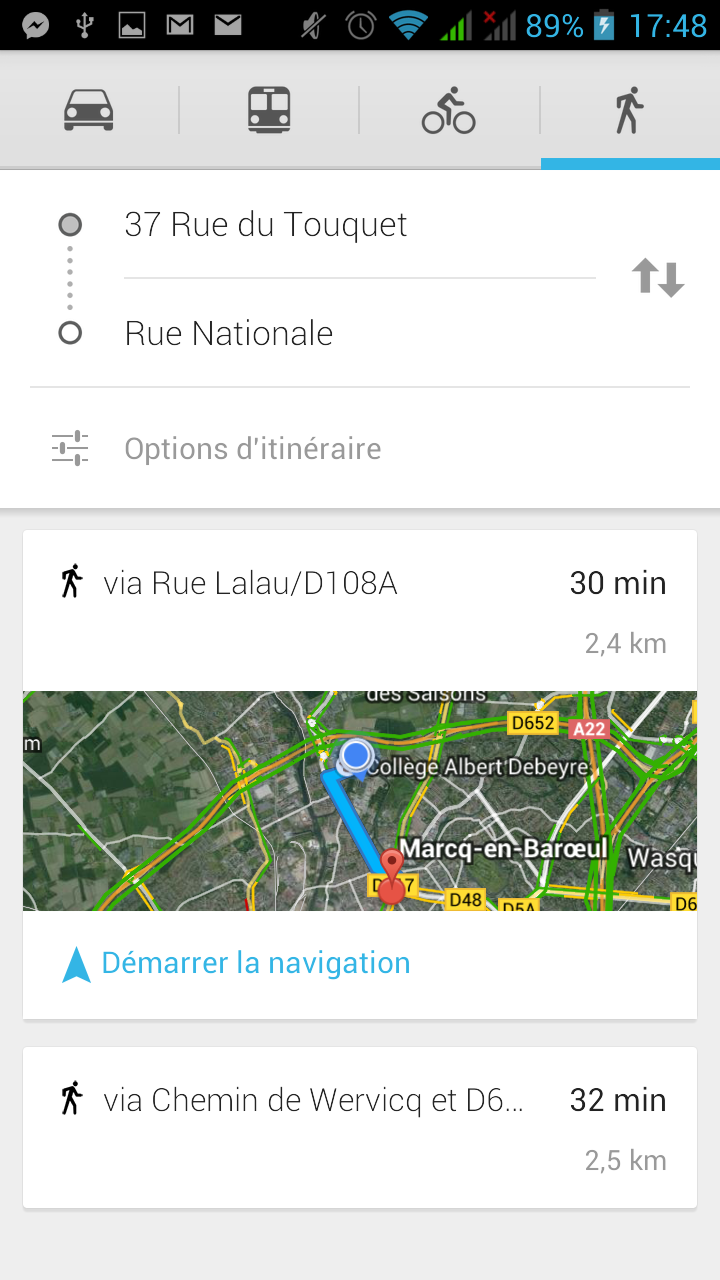 89% 17:48
37 Rue du Touquet
Rue Nationale
Options d'itinéraire
via Rue Lalau/D108A 30 min
2,4 km
des Saisons
D652 A22
m
Collège Albert Debeyre
Marcq-en-Barœul
Wasqu
D48 D5A D6
Démarrer la navigation
via Chemin de Wervicq et D6... 32 min
2,5 km